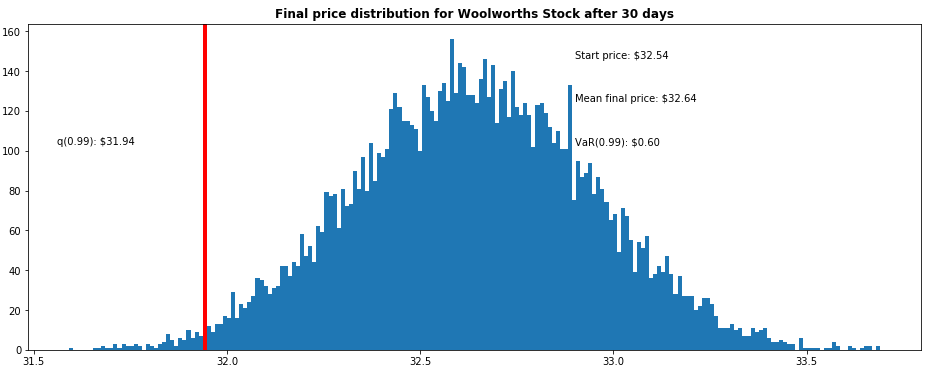 Final price distribution for Woolworths Stock after 30 days
160
140
120
100
80
60
40
20
0
Start price: $32.54
Mean final price: $32.64
q(0.99): $31.94
VaR(0.99): $0.60
31.5
32.0
32.5
33.0
33.5